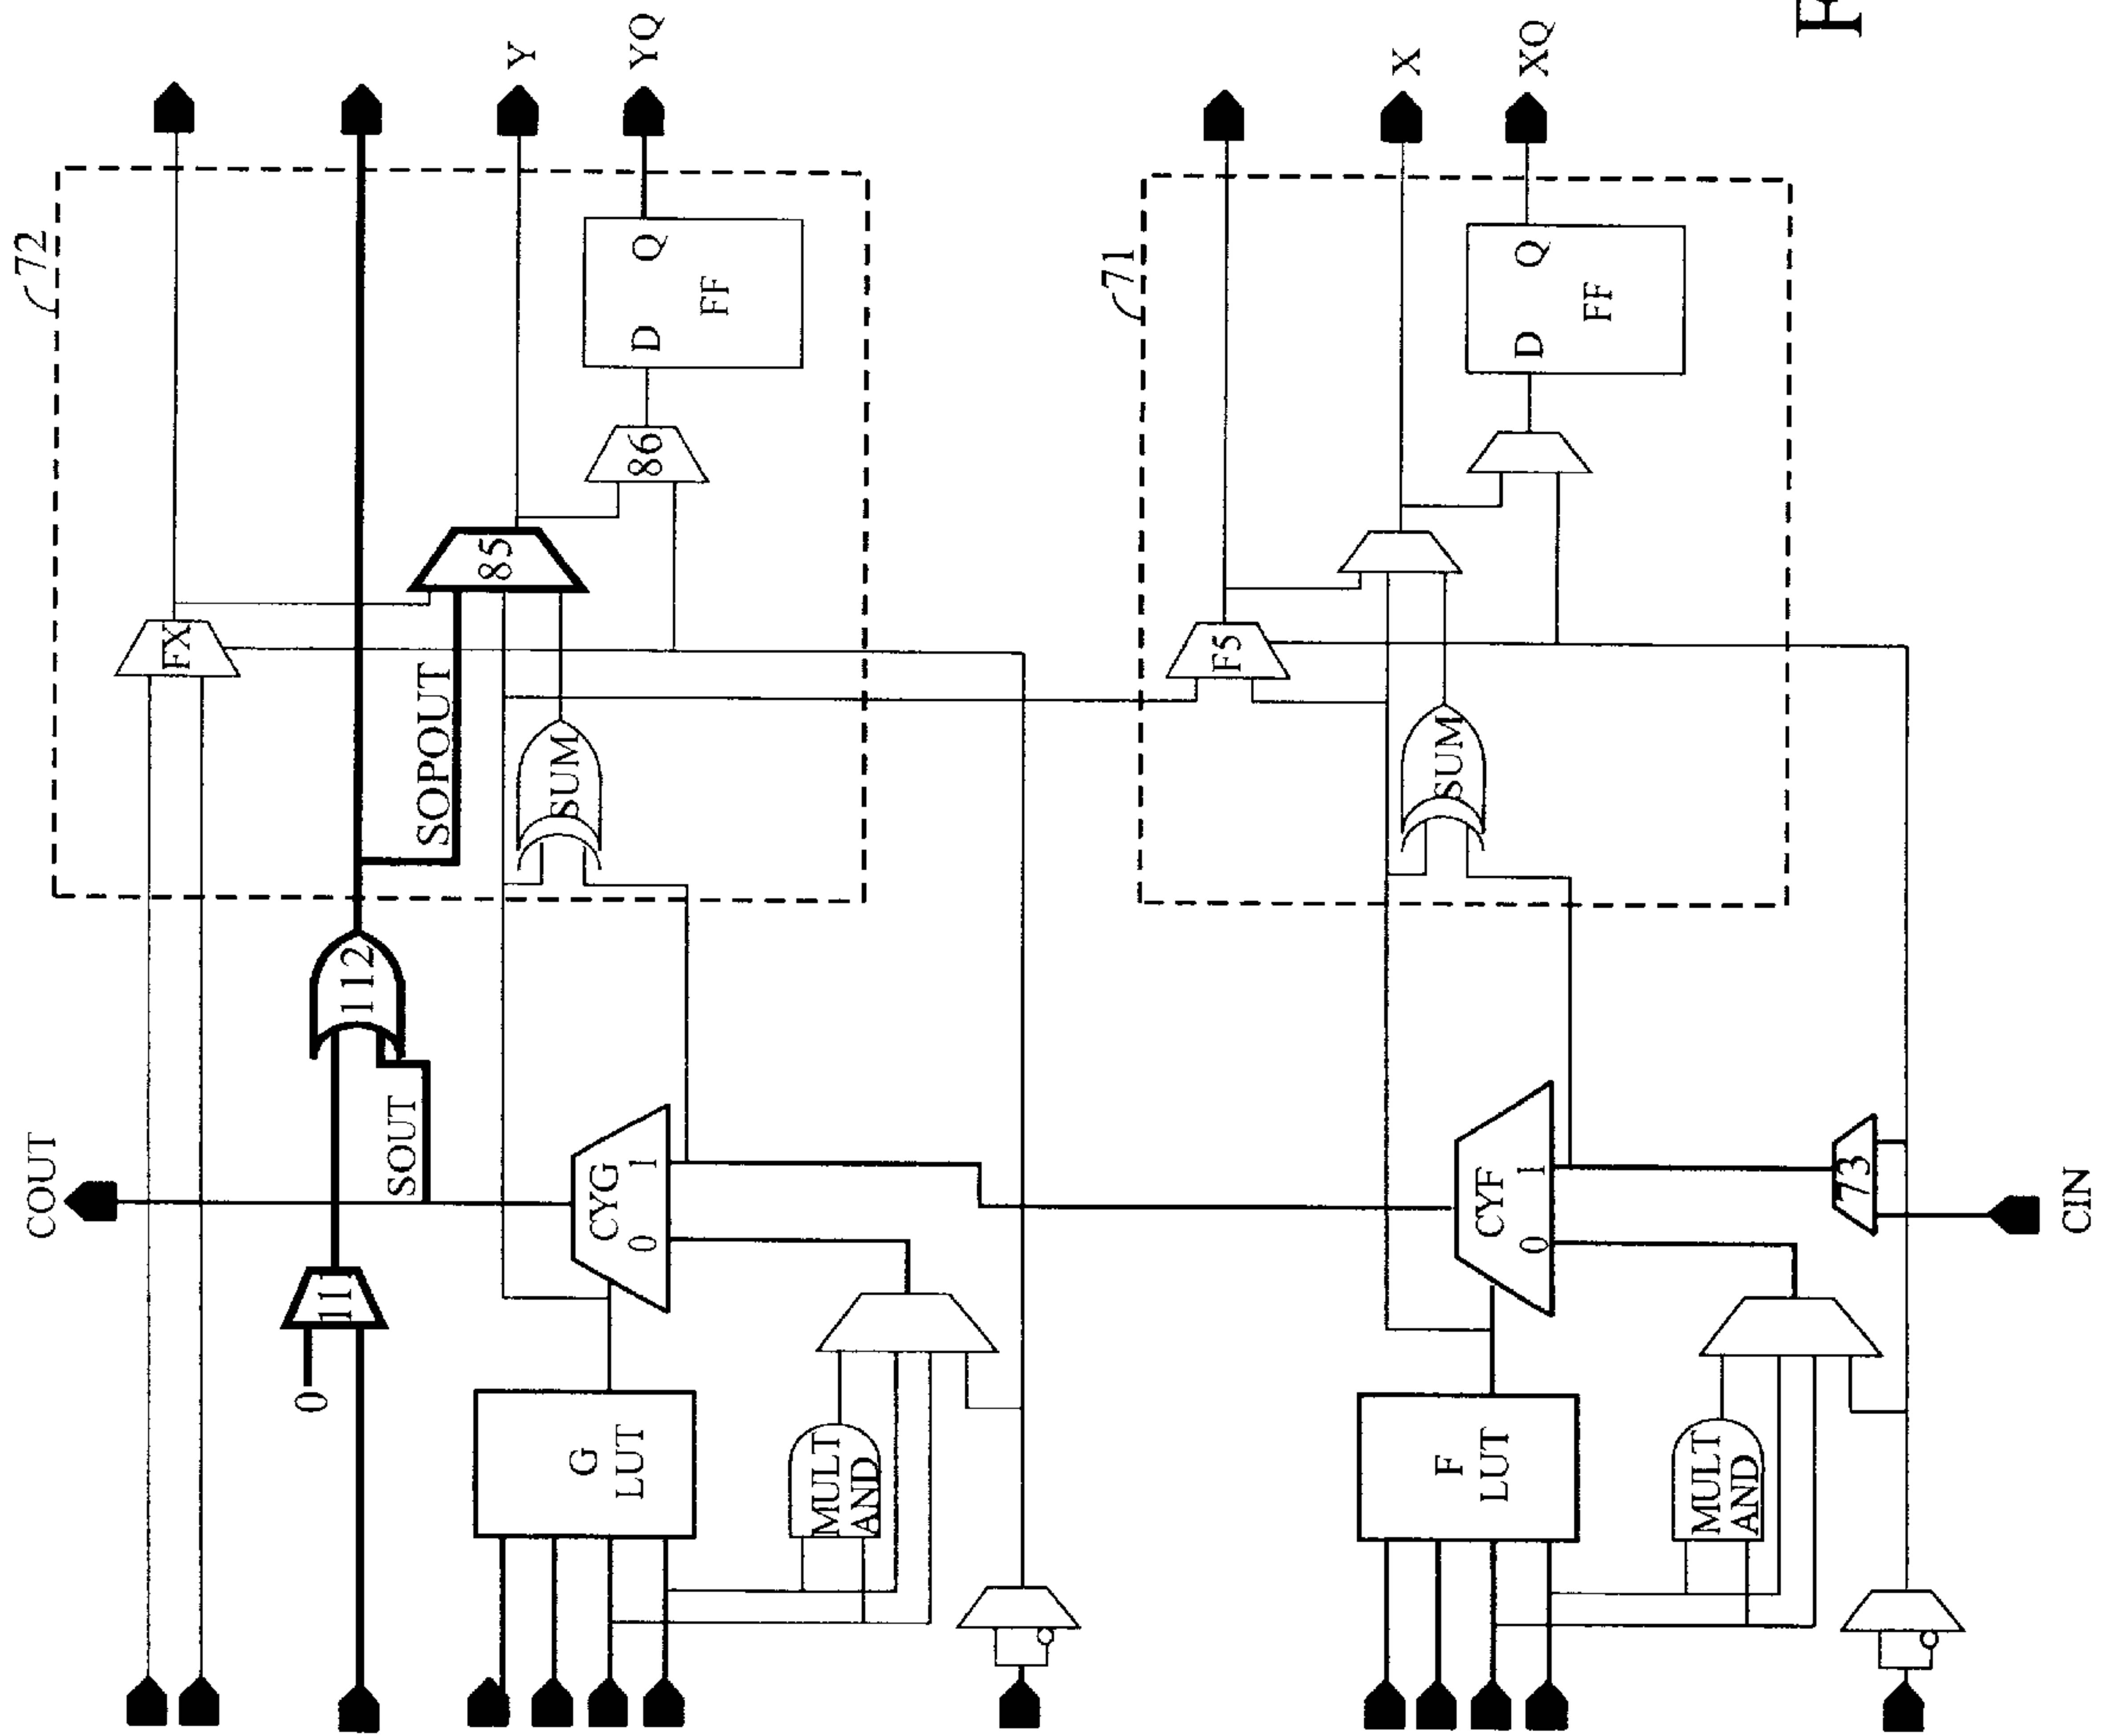 COUT
72
FX
0
11
1112
SOUT
SOPOUT
85
Y
86
D Q
FF
YQ
SUM
G
LUT
CYG
0 1
MULT
AND
71
F5
X
D Q
FF
XQ
SUM
F
LUT
CYF
0 1
MULT
AND
73
CIN